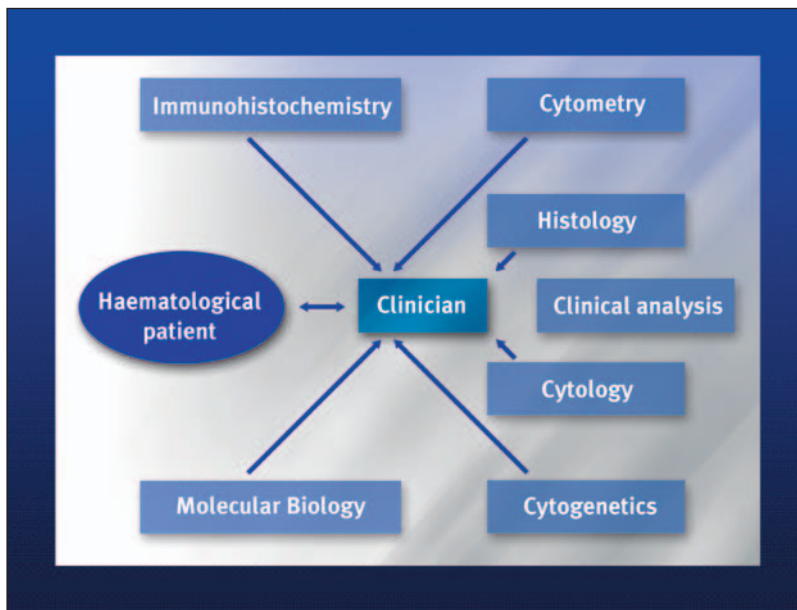 Immunohistochemistry
Cytometry
Histology
Haematological
patient
Clinician
Clinical analysis
Cytology
Molecular Biology
Cytogenetics